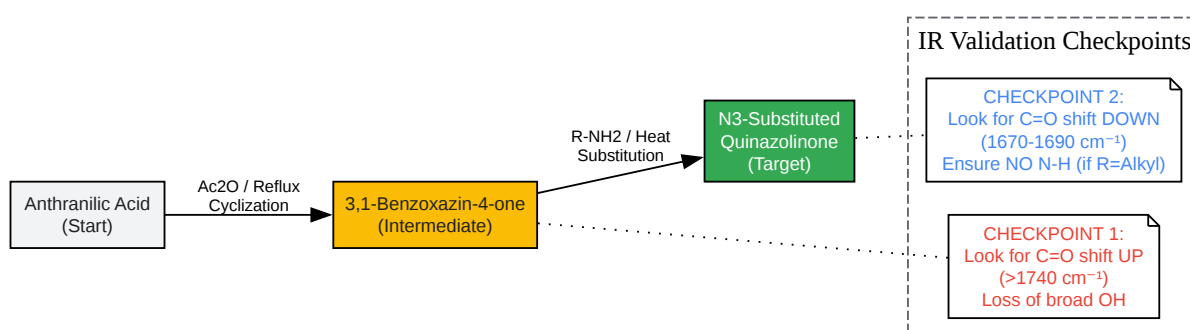 IR Validation Checkpoints
CHECKPOINT 2:
Look for C=O shift DOWN
(1670-1690 cm⁻¹)
Ensure NO N-H (if R=Alkyl)
N3-Substituted
Quinazolinone
(Target)
R-NH2 / Heat
Substitution
Ac2O / Reflux
Cyclization
Anthranilic Acid
(Start)
3,1-Benzoxazin-4-one
(Intermediate)
CHECKPOINT 1:
Look for C=O shift UP
(>1740 cm⁻¹)
Loss of broad OH